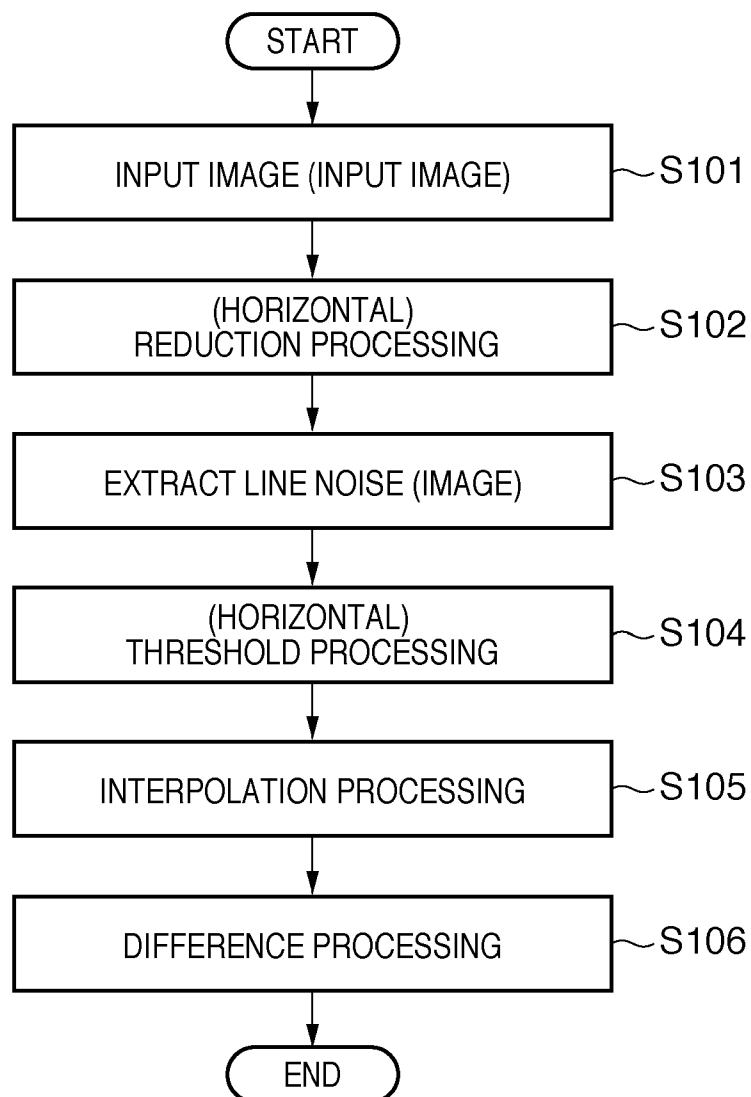 START
INPUT IMAGE (INPUT IMAGE)
S101
(HORIZONTAL)
REDUCTION PROCESSING
S102
EXTRACT LINE NOISE (IMAGE)
S103
(HORIZONTAL)
THRESHOLD PROCESSING
S104
INTERPOLATION PROCESSING
S105
DIFFERENCE PROCESSING
S106
END